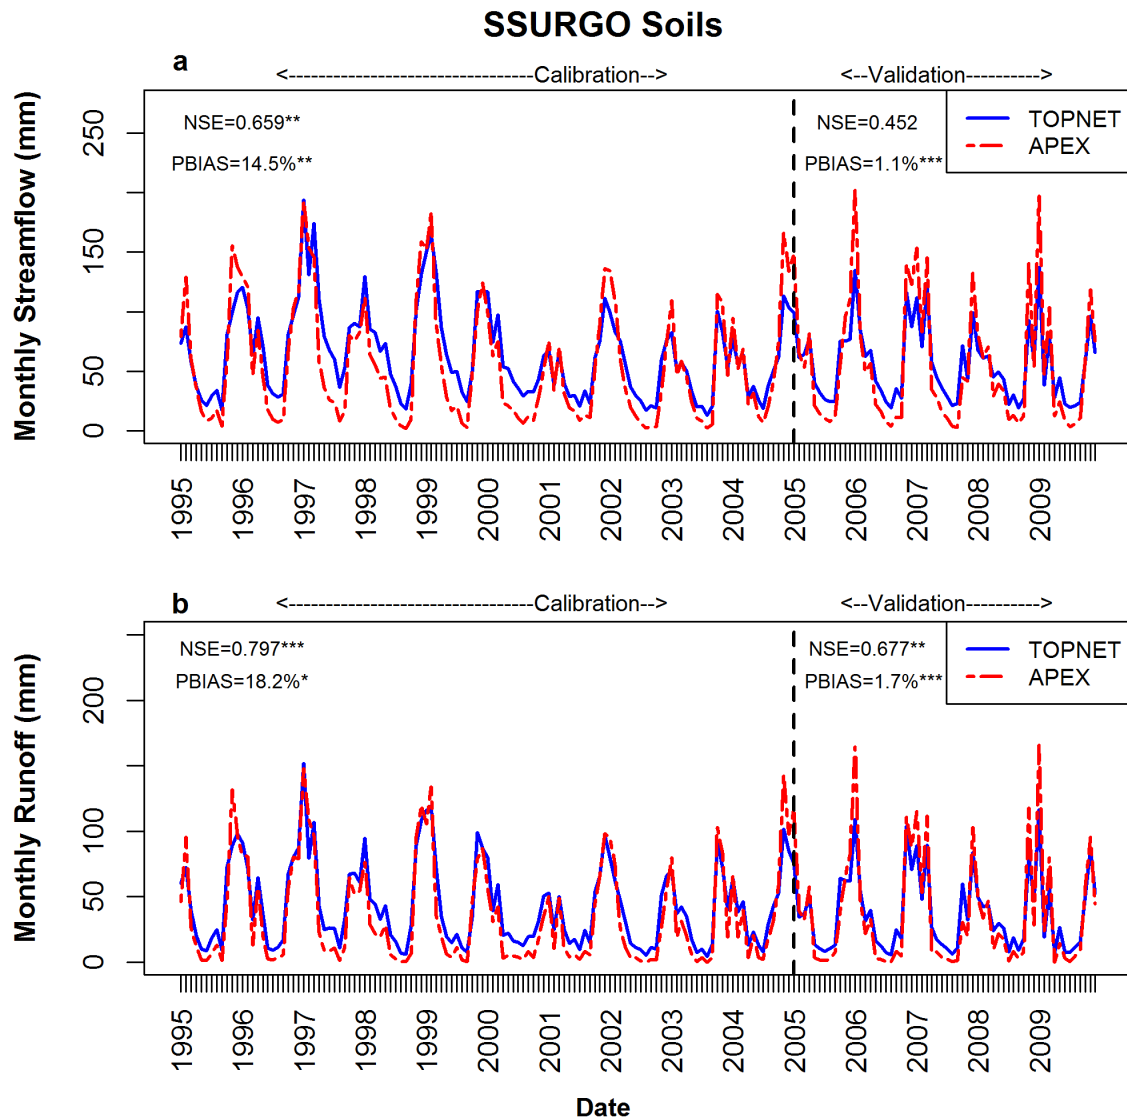 SSURGO Soils
a
<---------------------------------Calibration-->
<--Validation---------->
Monthly Streamflow (mm)
250
150
50
0
NSE=0.659**
PBIAS=14.5%**
NSE=0.452
PBIAS=1.1%***
TOPNET
APEX
1995 1996 1997 1998 1999 2000 2001 2002 2003 2004 2005 2006 2007 2008 2009
b
<---------------------------------Calibration-->
<--Validation---------->
Monthly Runoff (mm)
200
100
50
0
NSE=0.797***
PBIAS=18.2%*
NSE=0.677**
PBIAS=1.7%***
TOPNET
APEX
1995 1996 1997 1998 1999 2000 2001 2002 2003 2004 2005 2006 2007 2008 2009
Date